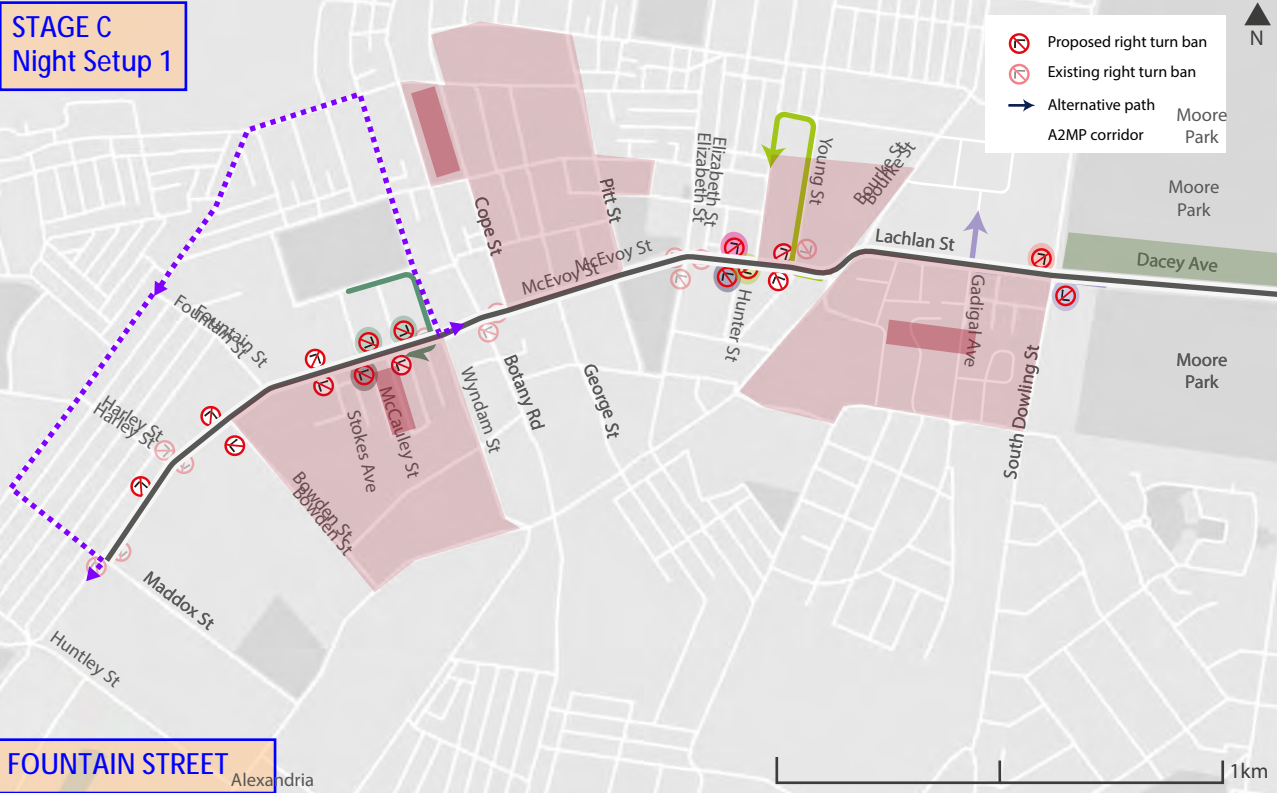 STAGE C
Night Setup 1
N
Proposed right turn ban
Existing right turn ban
Alternative path
A2MP corridor
Moore
Park
Moore
Park
Elizabeth St
Elizabeth St
Young St
Bourke St
Bourke St
Pitt St
Cope St
McEvoy St
McEvoy St
Lachlan St
Dacey Ave
Hunter St
Gadigal Ave
South Dowling St
Moore
Park
Fountain St
Fountain St
Harley St
Harley St
Stokes Ave
McCauley St
Wyndam St
Botany Rd
George St
Bowden St
Bowden St
Maddox St
Huntley St
FOUNTAIN STREET
Alexandria
1km